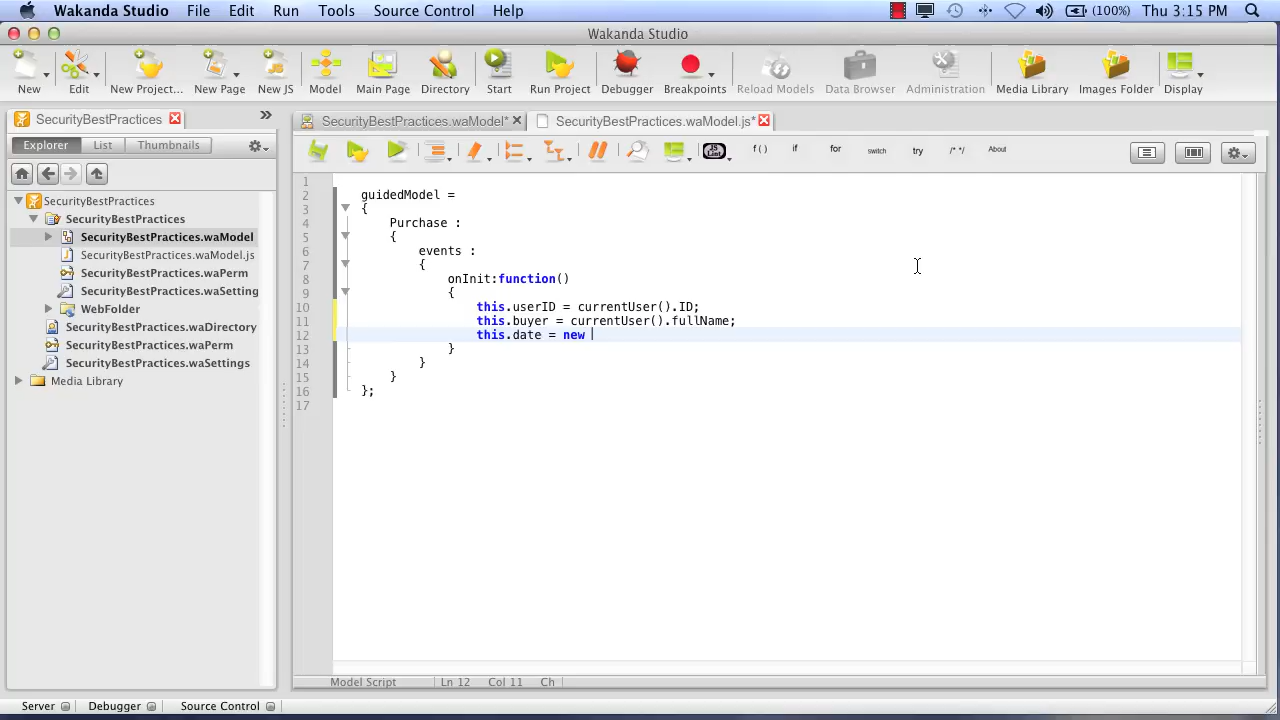 Wakanda Studio File Edit Run Tools Source Control Help (100%) Thu 3:15 PM
Wakanda Studio
New Edit New Project... New Page New JS Model Main Page Directory Start Run Project Debugger Breakpoints Reload Models Data Browser Administration Media Library Images Folder Display
SecurityBestPractices » SecurityBestPractices.waModel* SecurityBestPractices.waModel.js*
Explorer List Thumbnails
f() if for switch try /* */ About
SecurityBestPractices
SecurityBestPractices
SecurityBestPractices.waModel
SecurityBestPractices.waModel.js
SecurityBestPractices.waPerm
SecurityBestPractices.waSetting
WebFolder
SecurityBestPractices.waDirectory
SecurityBestPractices.waPerm
SecurityBestPractices.waSettings
Media Library
1
2 guidedModel =
3 {
4 Purchase :
5 {
6 events :
7 {
8 onInit:function()
9 {
10 this.userID = currentUser().ID;
11 this.buyer = currentUser().fullName;
12 this.date = new
13 }
14 }
15 }
16 };
17
Model Script Ln 12 Col 11 Ch
Server Debugger Source Control